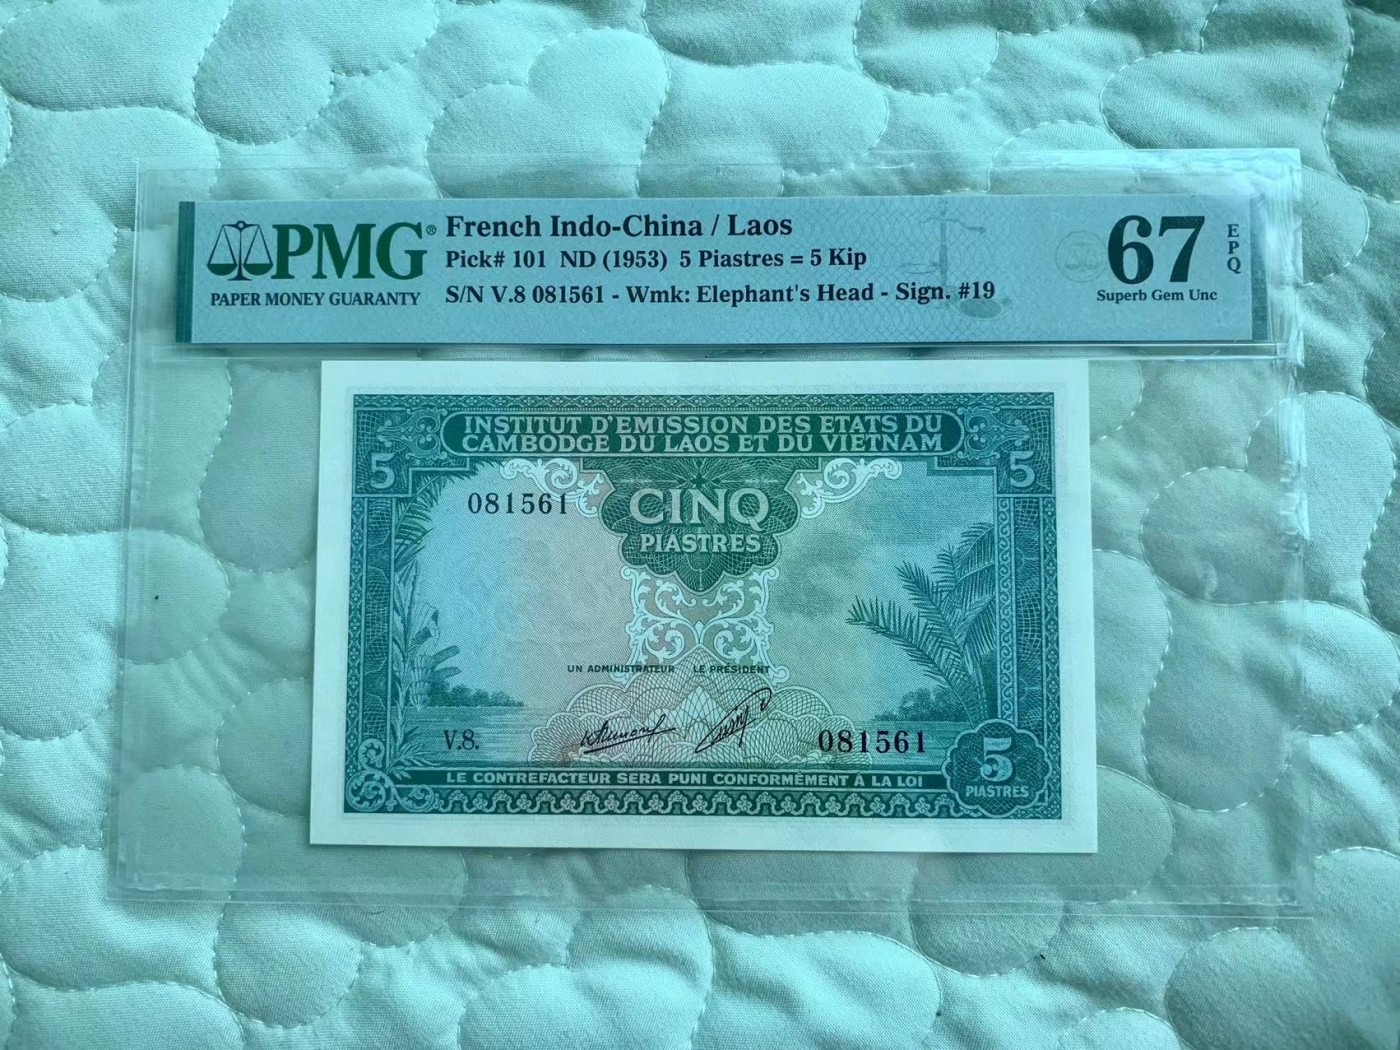 PMG®
PAPER MONEY GUARANTY
French Indo-China / Laos
Pick# 101 ND (1953) 5 Piastres = 5 Kip
S/N V.8 081561 - Wmk: Elephant's Head - Sign. #19
67
EPQ
Superb Gem Unc
INSTITUT D'EMISSION DES ETATS DU
CAMBODGE DU LAOS ET DU VIETNAM
5
5
081561
CINQ
PIASTRES
UN ADMINISTRATEUR LE PRÉSIDENT
V.8.
081561
5
PIASTRES
LE CONTREFACTEUR SERA PUNI CONFORMÉMENT À LA LOI